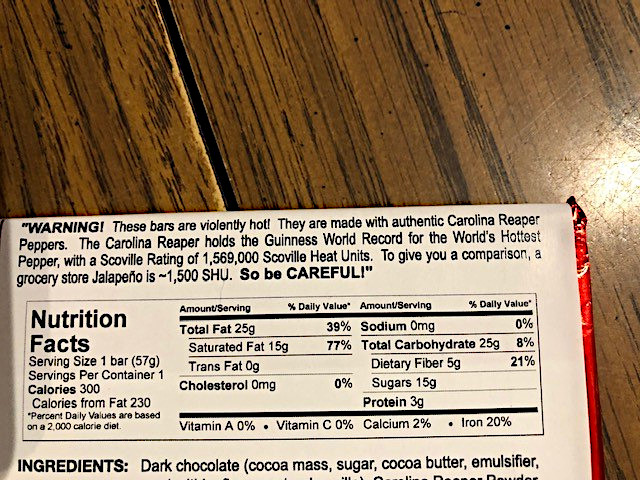 "WARNING! These bars are violently hot! They are made with authentic Carolina Reaper
Peppers. The Carolina Reaper holds the Guinness World Record for the World's Hottest
Pepper, with a Scoville Rating of 1,569,000 Scoville Heat Units. To give you a comparison, a
grocery store Jalapeño is ~1,500 SHU. So be CAREFUL!"
Nutrition
Facts
Serving Size 1 bar (57g)
Servings Per Container 1
Calories 300
Calories from Fat 230
*Percent Daily Values are based
on a 2,000 calorie diet.
Amount/Serving % Daily Value*
Total Fat 25g 39%
Saturated Fat 15g 77%
Trans Fat 0g
Cholesterol 0mg 0%
Amount/Serving % Daily Value*
Sodium 0mg 0%
Total Carbohydrate 25g 8%
Dietary Fiber 5g 21%
Sugars 15g
Protein 3g
Vitamin A 0% • Vitamin C 0% Calcium 2% • Iron 20%
INGREDIENTS: Dark chocolate (cocoa mass, sugar, cocoa butter, emulsifier,
Carolina Reaper Powder